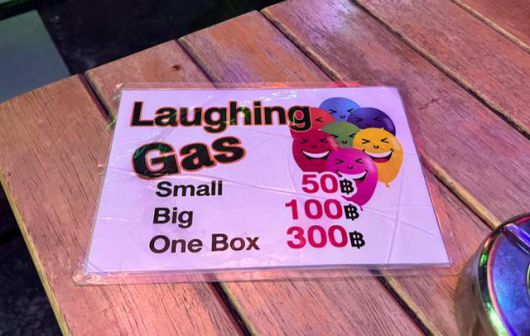 Laughing
Gas
Small 50฿
Big 100฿
One Box 300฿